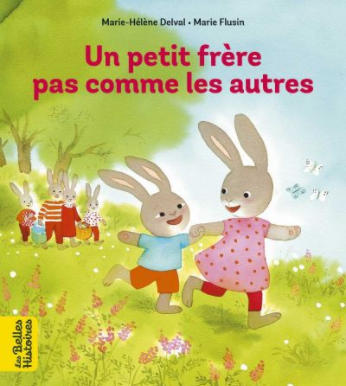 Marie-Hélène Delval • Marie Flusin
Un petit frère
pas comme les autres
Les Belles
Histoires